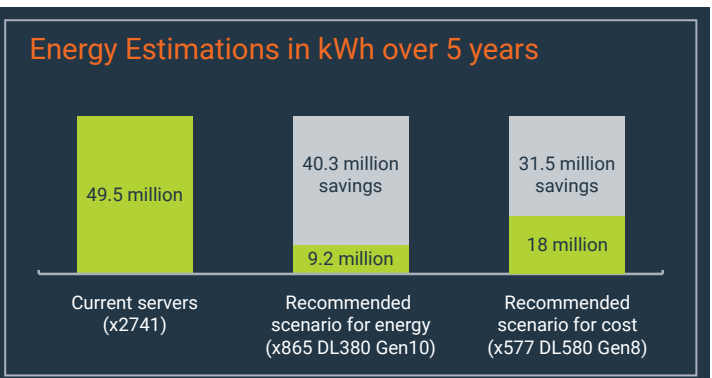 Energy Estimations in kWh over 5 years
49.5 million
40.3 million
savings
9.2 million
31.5 million
savings
18 million
Current servers
(x2741)
Recommended
scenario for energy
(x865 DL380 Gen10)
Recommended
scenario for cost
(x577 DL580 Gen8)